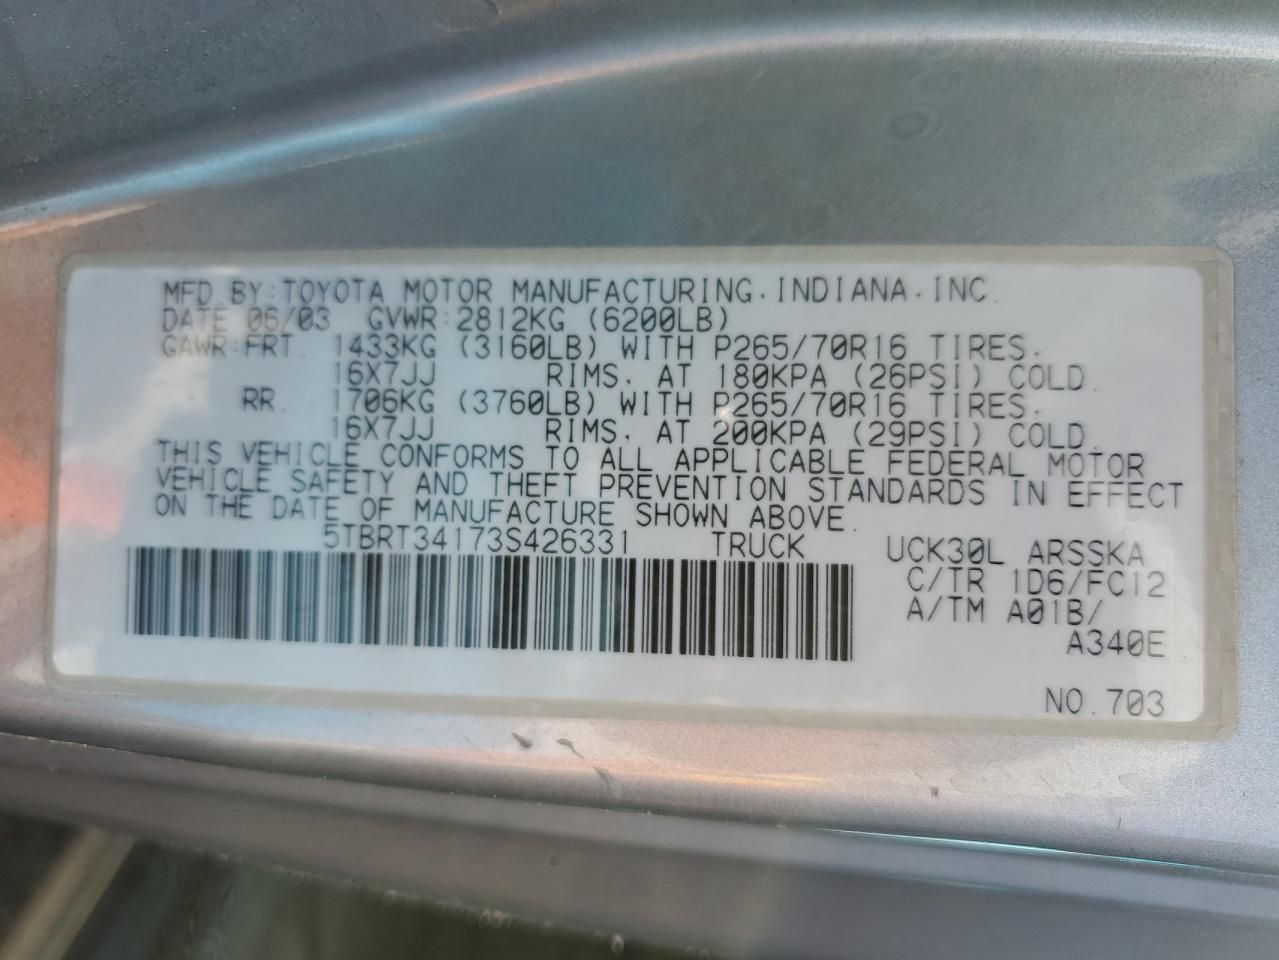 MFD.BY:TOYOTA MOTOR MANUFACTURING.INDIANA.INC.
DATE 06/03 GVWR:2812KG (6200LB)
GAWR:FRT. 1433KG (3160LB) WITH P265/70R16 TIRES.
16X7JJ RIMS. AT 180KPA (26PSI) COLD.
RR. 1706KG (3760LB) WITH P265/70R16 TIRES.
16X7JJ RIMS. AT 200KPA (29PSI) COLD.
THIS VEHICLE CONFORMS TO ALL APPLICABLE FEDERAL MOTOR
VEHICLE SAFETY AND THEFT PREVENTION STANDARDS IN EFFECT
ON THE DATE OF MANUFACTURE SHOWN ABOVE.
5TBRT34173S426331 TRUCK UCK30L ARSSKA
C/TR 1D6/FC12
A/TM A01B/
A340E
NO.703